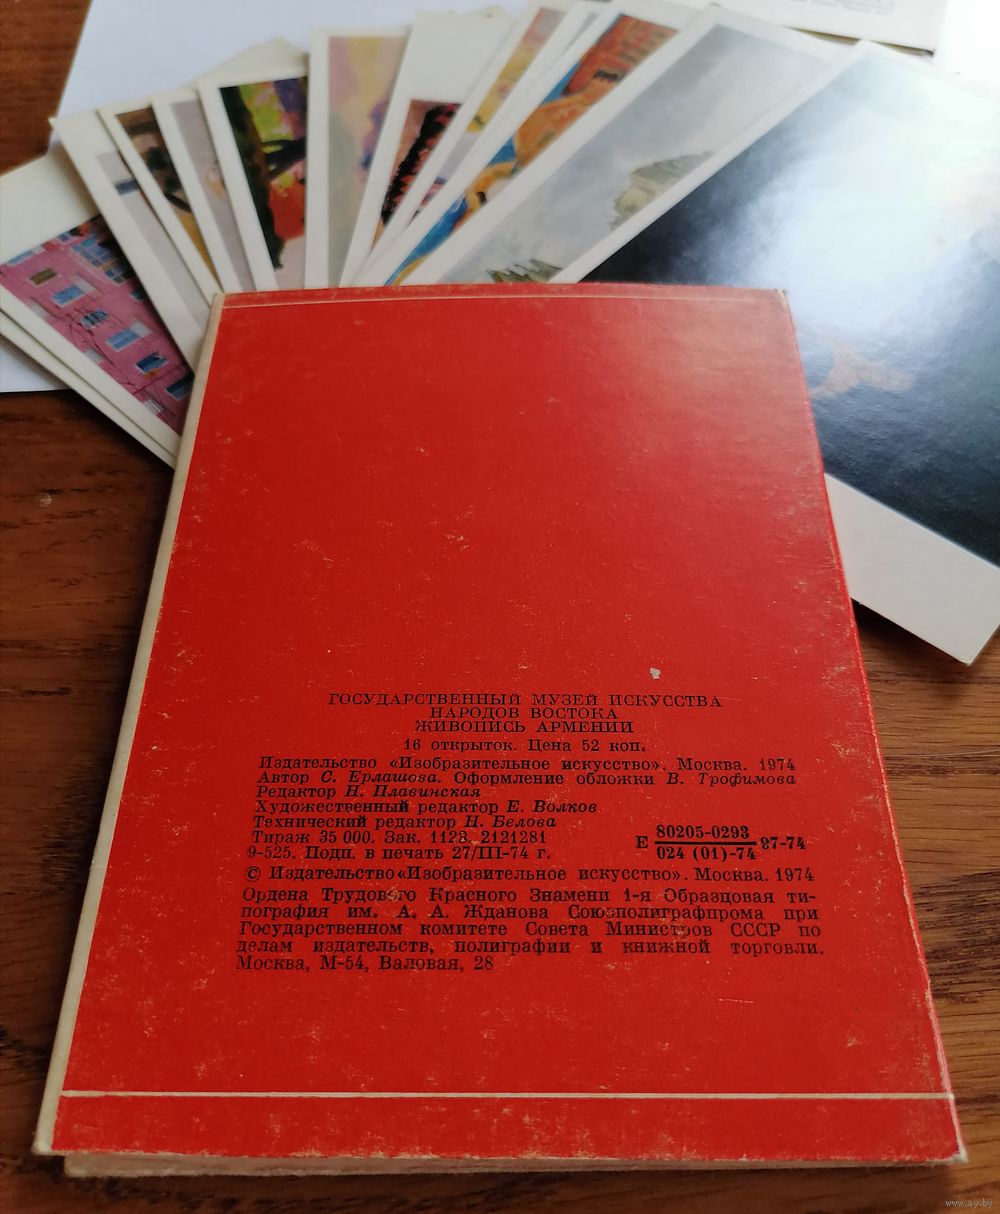 ГОСУДАРСТВЕННЫЙ МУЗЕЙ ИСКУССТВА
НАРОДОВ ВОСТОКА
ЖИВОПИСЬ АРМЕНИИ
16 открыток. Цена 52 коп.
Издательство «Изобразительное искусство». Москва. 1974
Автор С. Ерлашова. Оформление обложки В. Трофимова
Редактор Н. Плавинская
Художественный редактор Е. Волков
Технический редактор Н. Белова
Тираж 35 000. Зак. 1128. 2121281
9-525. Подп. в печать 27/III-74 г.
Е 80205-0293 97-74
024 (01)-74
© Издательство «Изобразительное искусство». Москва. 1974
Ордена Трудового Красного Знамени 1-я Образцовая ти-
пография им. А. А. Жданова Союзполиграфпрома при
Государственном комитете Совета Министров СССР по
делам издательств, полиграфии и книжной торговли.
Москва, М-54, Валовая, 28
www.ay.by